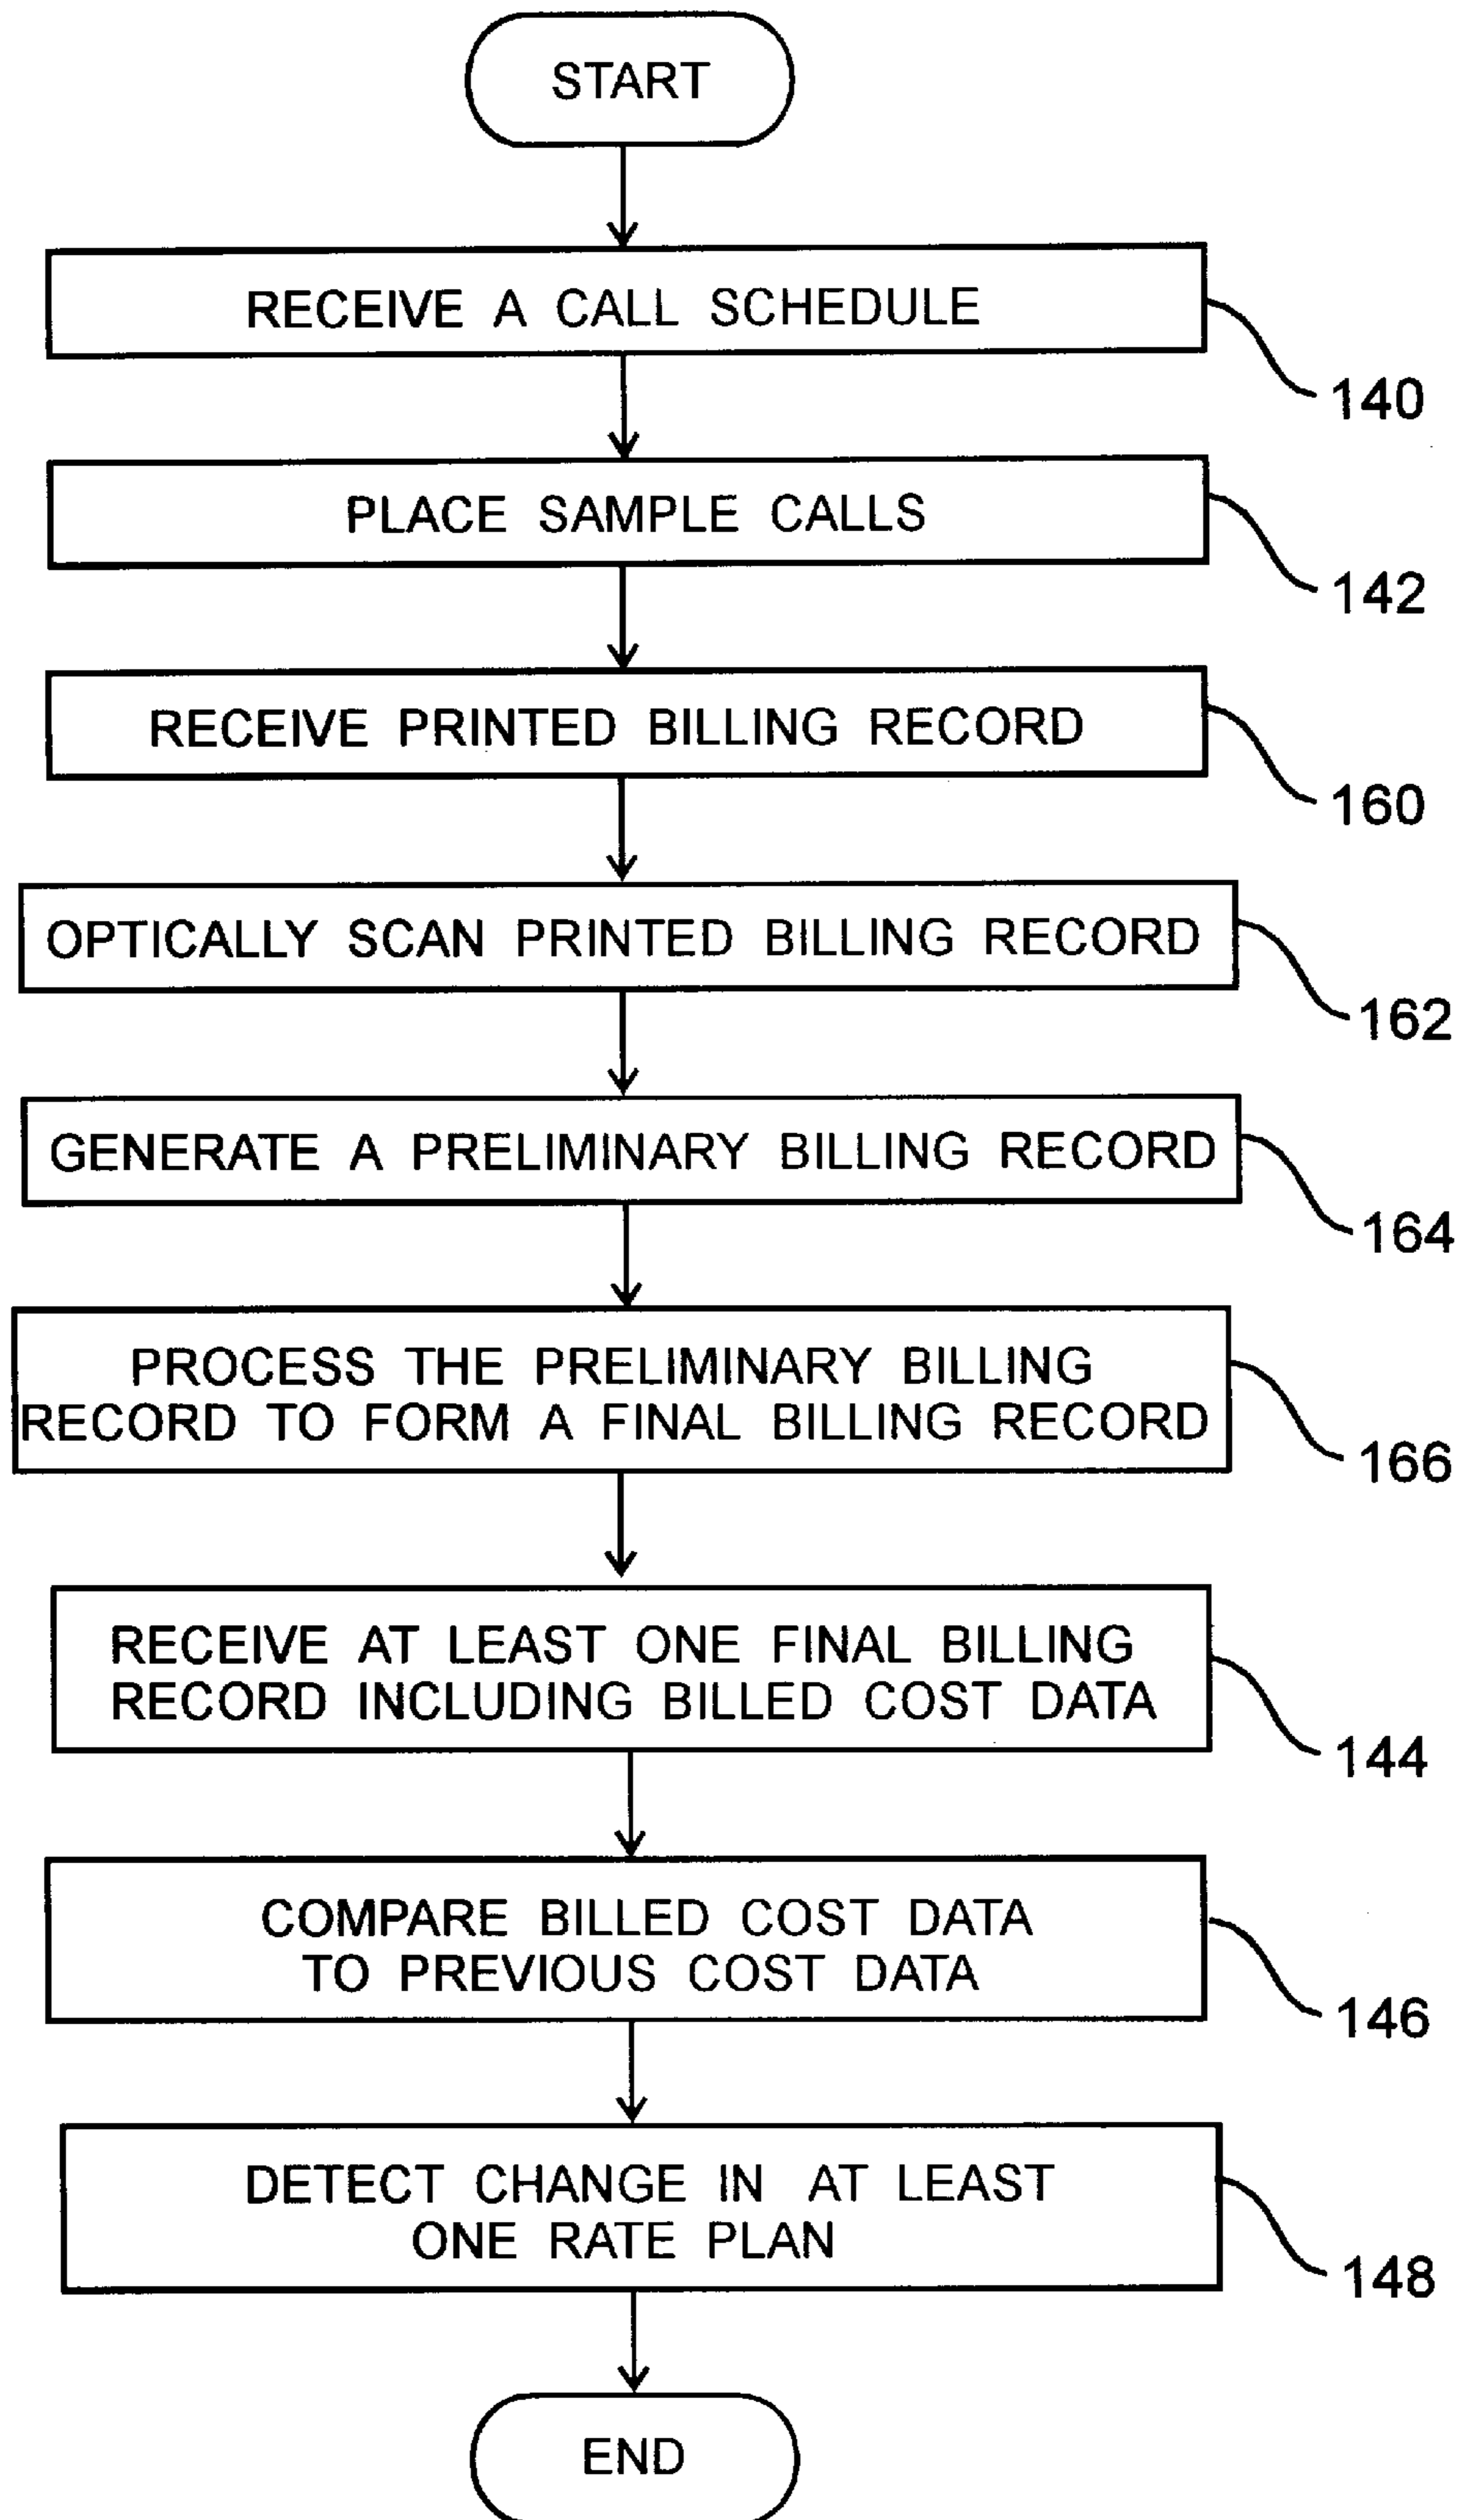 START
RECEIVE A CALL SCHEDULE
140
PLACE SAMPLE CALLS
142
RECEIVE PRINTED BILLING RECORD
160
OPTICALLY SCAN PRINTED BILLING RECORD
162
GENERATE A PRELIMINARY BILLING RECORD
164
PROCESS THE PRELIMINARY BILLING
RECORD TO FORM A FINAL BILLING RECORD
166
RECEIVE AT LEAST ONE FINAL BILLING
RECORD INCLUDING BILLED COST DATA
144
COMPARE BILLED COST DATA
TO PREVIOUS COST DATA
146
DETECT CHANGE IN AT LEAST
ONE RATE PLAN
148
END